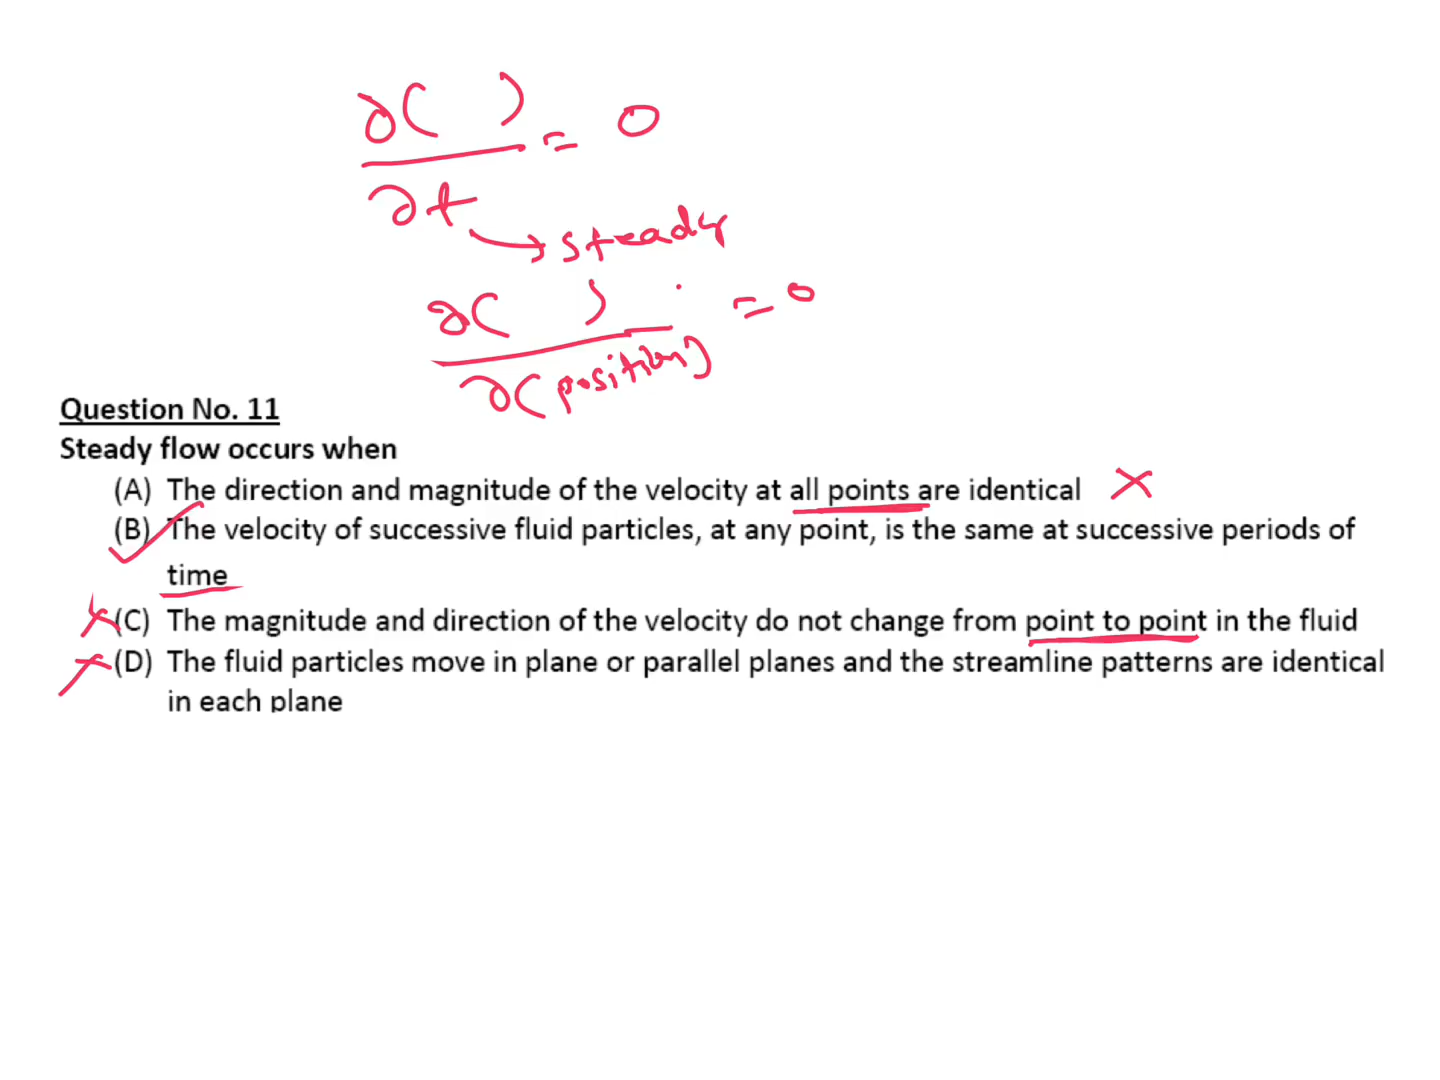 ∂( )/∂t = 0
→ steady
∂( )/∂(position) = 0
Question No. 11
Steady flow occurs when
(A) The direction and magnitude of the velocity at all points are identical
(B) The velocity of successive fluid particles, at any point, is the same at successive periods of
time
(C) The magnitude and direction of the velocity do not change from point to point in the fluid
(D) The fluid particles move in plane or parallel planes and the streamline patterns are identical
in each plane